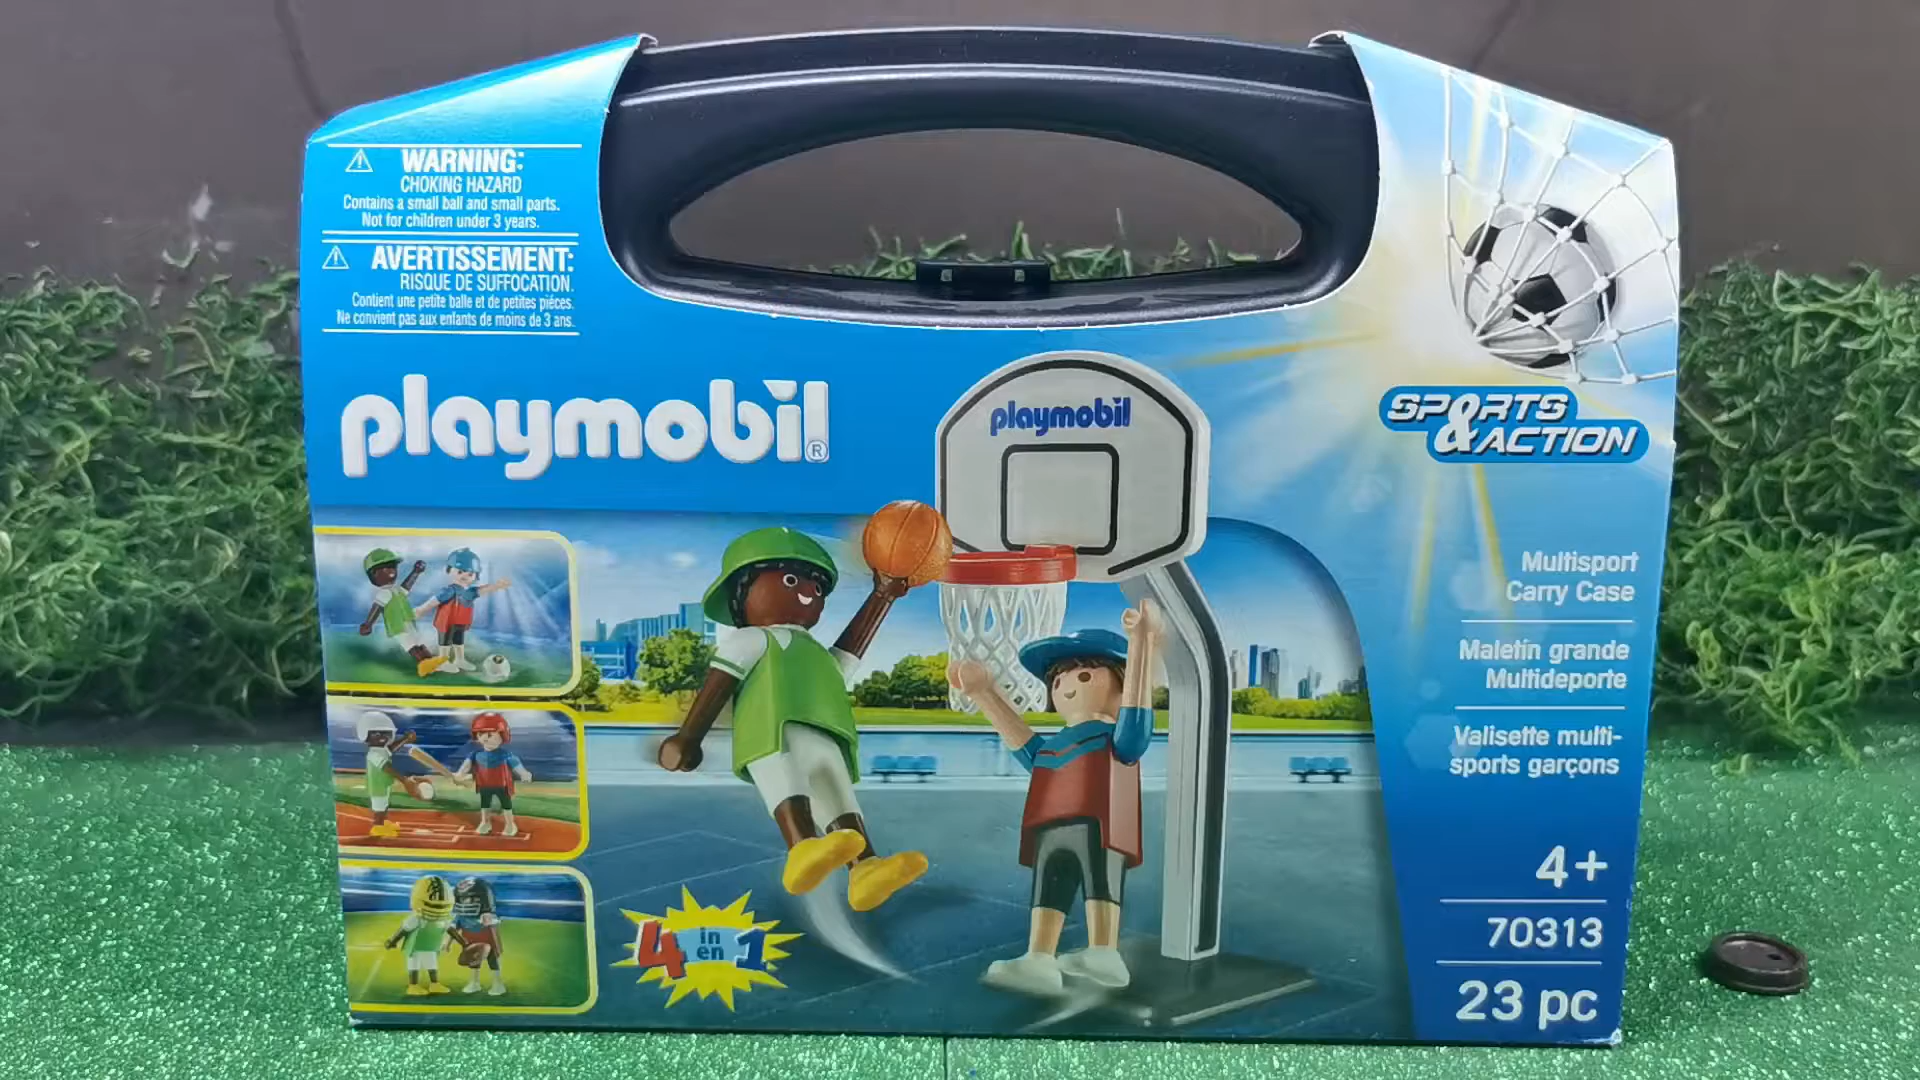 WARNING:
CHOKING HAZARD
Contains a small ball and small parts.
Not for children under 3 years.
AVERTISSEMENT:
RISQUE DE SUFFOCATION.
Contient une petite balle et de petites pièces.
Ne convient pas aux enfants de moins de 3 ans.
playmobil®
playmobil
SPORTS
&ACTION
Multisport
Carry Case
Maletín grande
Multideporte
Valisette multi-
sports garçons
4+
70313
23 pc
4 in en 1